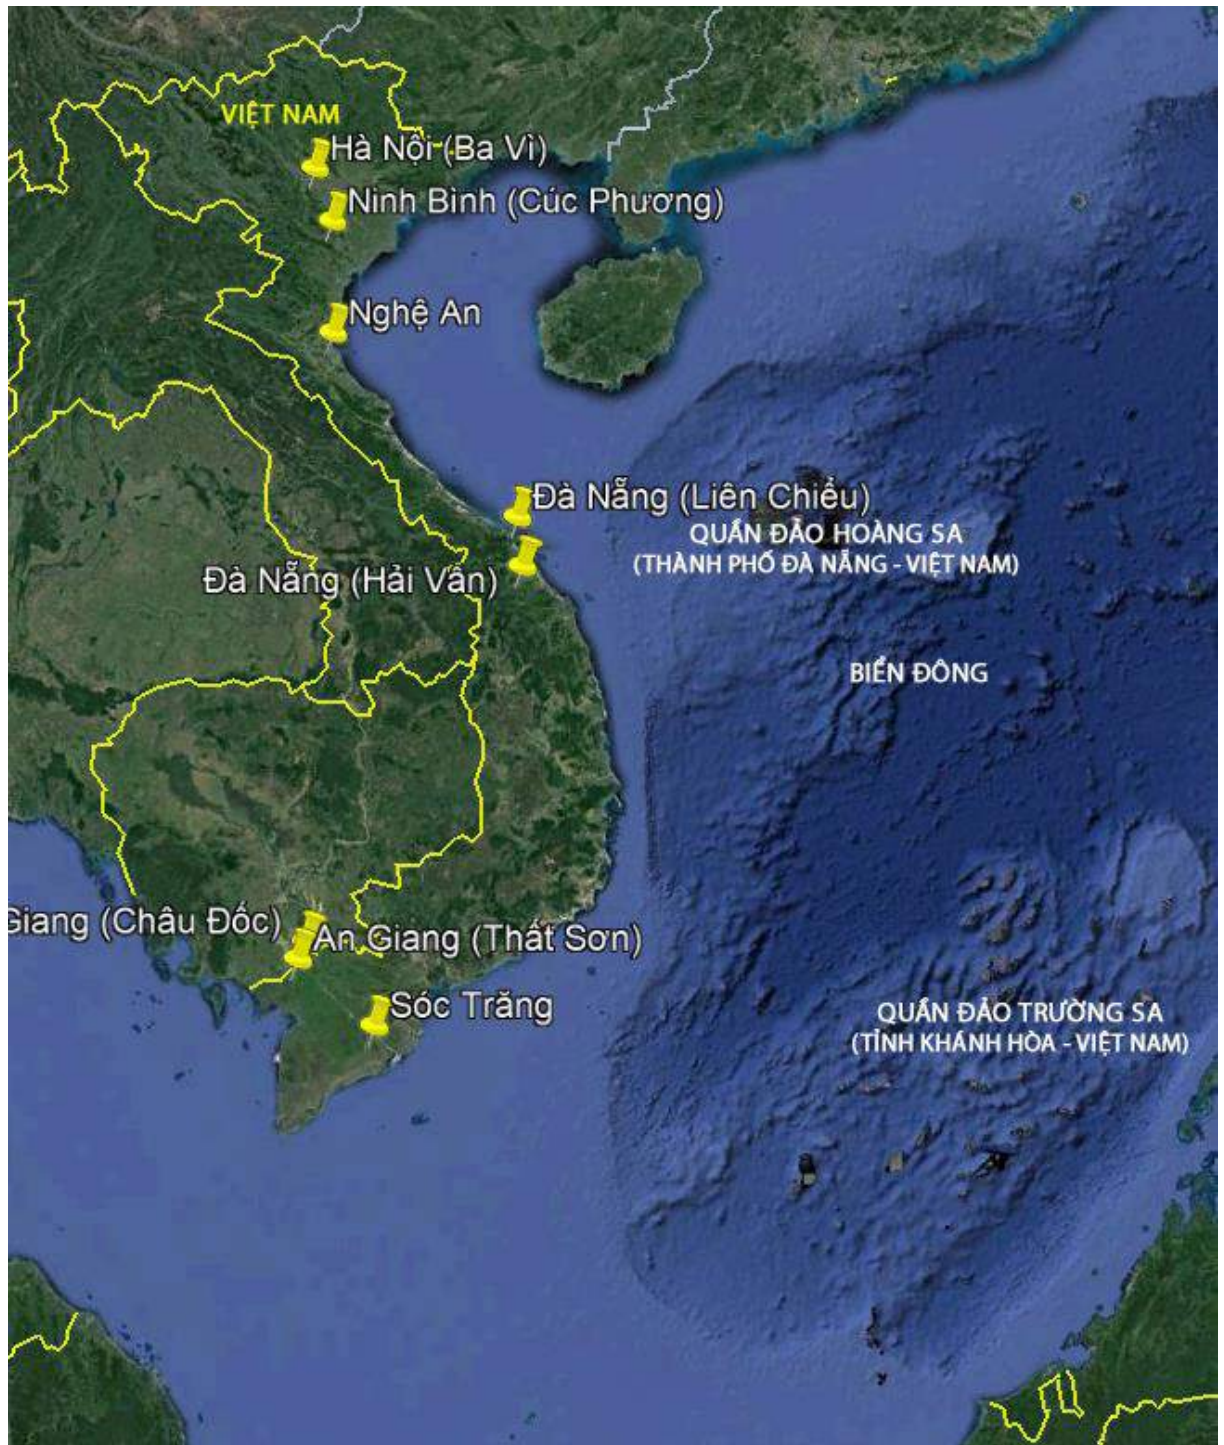 VIỆT NAM
Hà Nội (Ba Vì)
Ninh Bình (Cúc Phương)
Nghệ An
Đà Nẵng (Liên Chiểu)
QUẦN ĐẢO HOÀNG SA
(THÀNH PHỐ ĐÀ NẴNG - VIỆT NAM)
Đà Nẵng (Hải Vân)
BIỂN ĐÔNG
Giang (Châu Đốc)
An Giang (Thất Sơn)
Sóc Trăng
QUẦN ĐẢO TRƯỜNG SA
(TỈNH KHÁNH HÒA - VIỆT NAM)